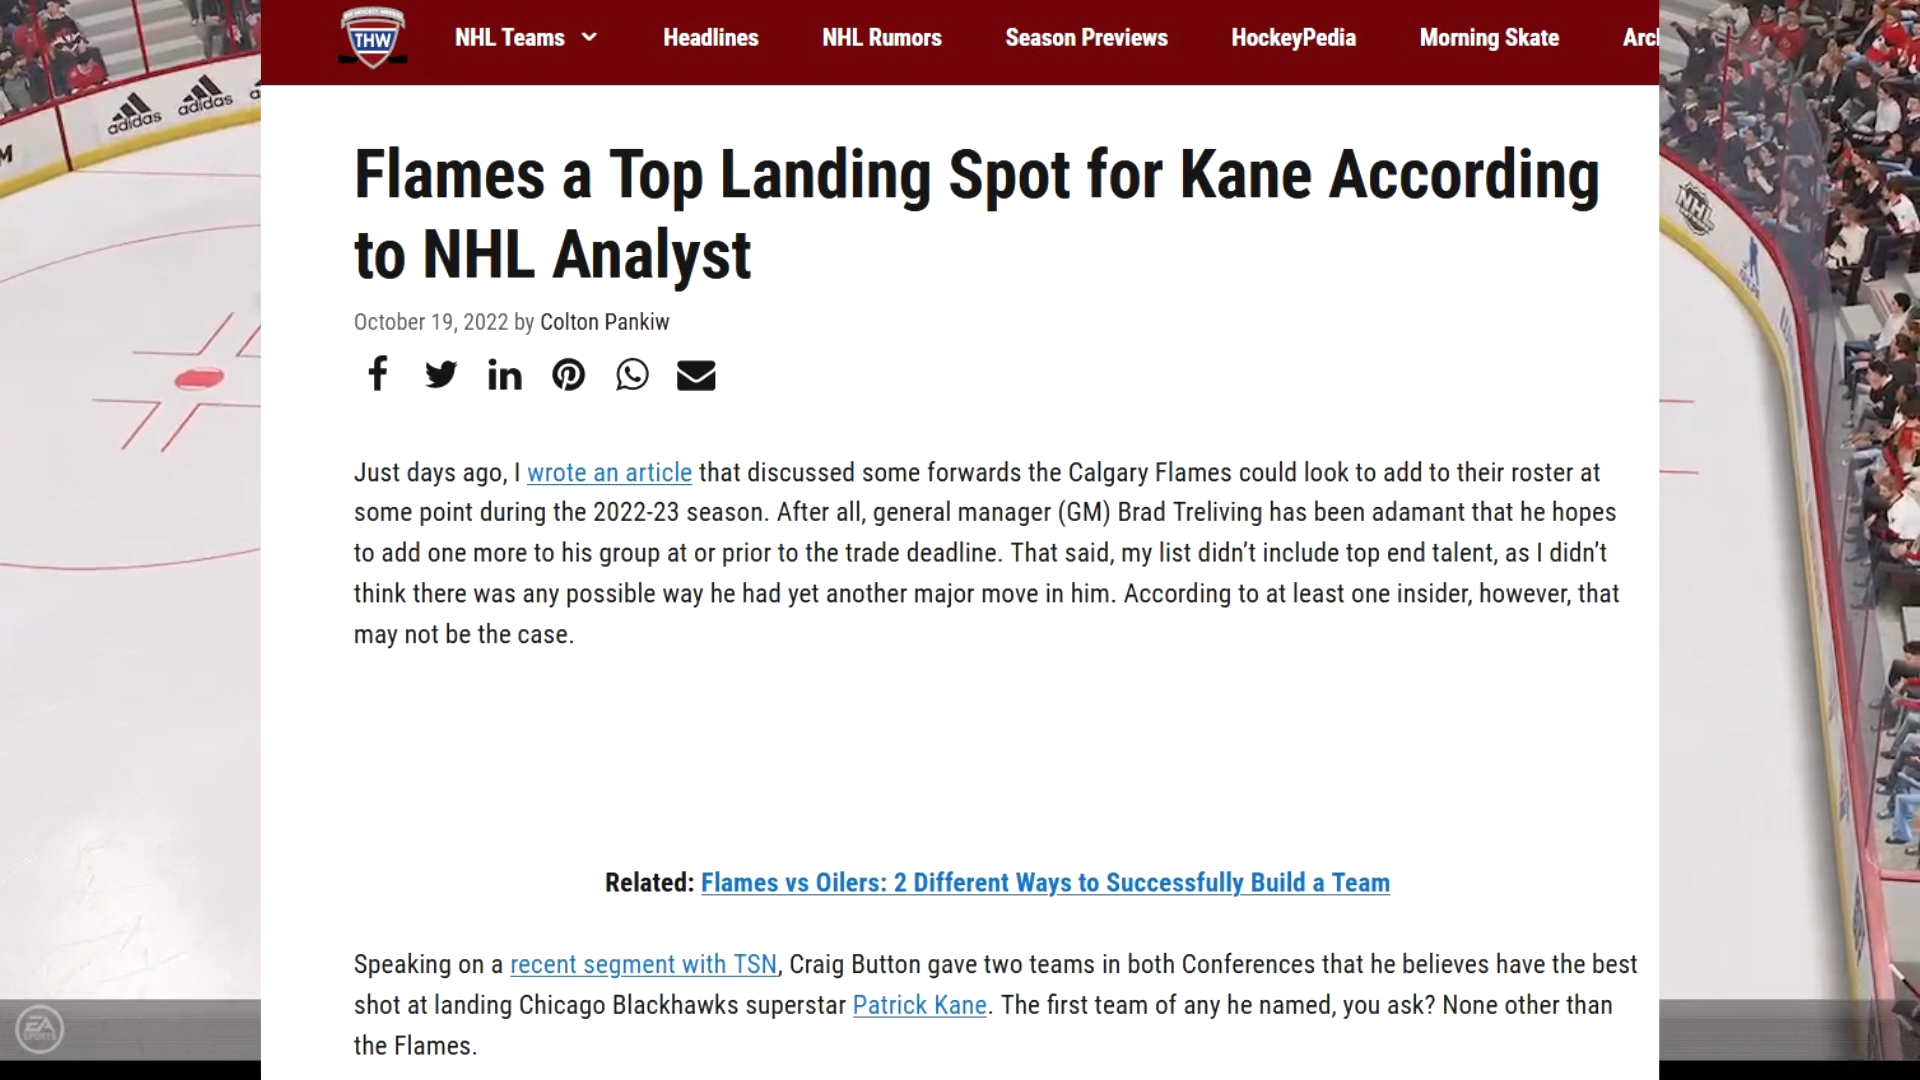 THW
NHL Teams
Headlines
NHL Rumors
Season Previews
HockeyPedia
Morning Skate
Arcl
adidas
adidas
a
M
NHL
Flames a Top Landing Spot for Kane According
to NHL Analyst
October 19, 2022 by Colton Pankiw
Just days ago, I wrote an article that discussed some forwards the Calgary Flames could look to add to their roster at
some point during the 2022-23 season. After all, general manager (GM) Brad Treliving has been adamant that he hopes
to add one more to his group at or prior to the trade deadline. That said, my list didn’t include top end talent, as I didn’t
think there was any possible way he had yet another major move in him. According to at least one insider, however, that
may not be the case.
Related: Flames vs Oilers: 2 Different Ways to Successfully Build a Team
Speaking on a recent segment with TSN, Craig Button gave two teams in both Conferences that he believes have the best
shot at landing Chicago Blackhawks superstar Patrick Kane. The first team of any he named, you ask? None other than
the Flames.
EA
SPORTS